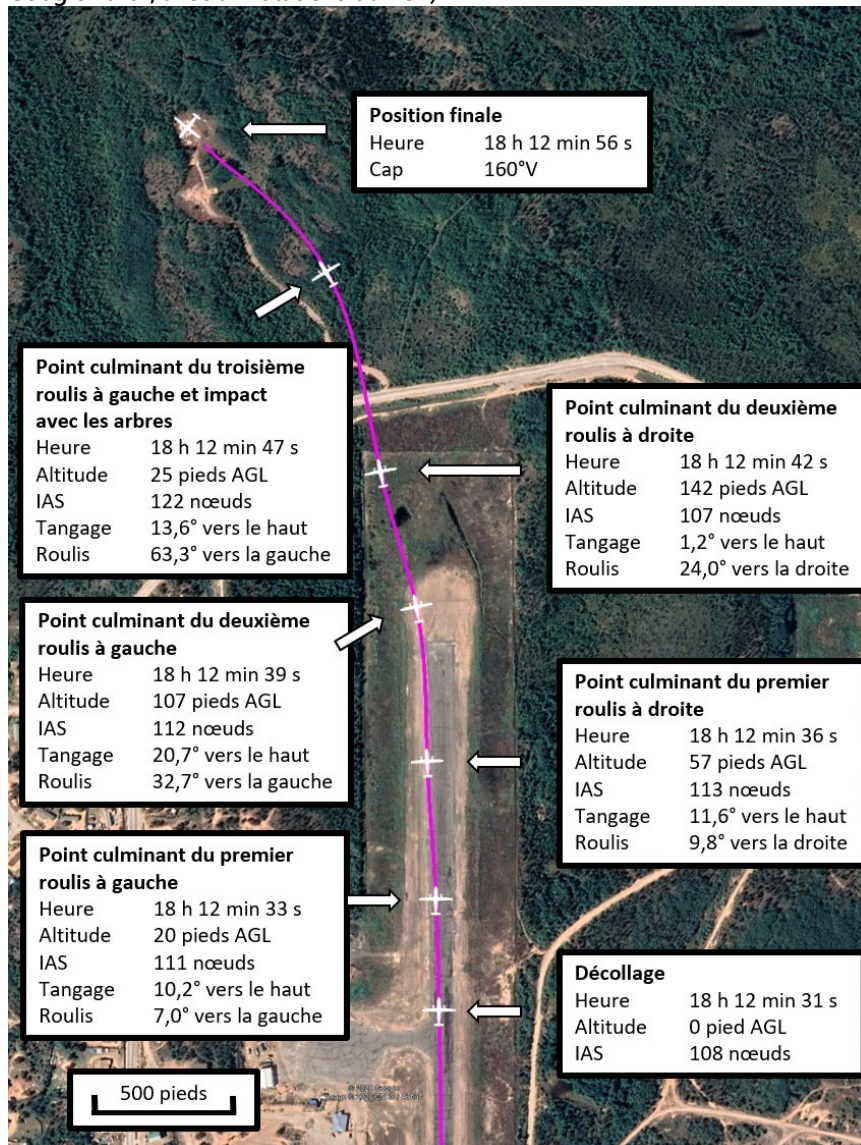 Position finale
Heure 18 h 12 min 56 s
Cap 160°V
Point culminant du troisième
roulis à gauche et impact
avec les arbres
Heure 18 h 12 min 47 s
Altitude 25 pieds AGL
IAS 122 nœuds
Tangage 13,6° vers le haut
Roulis 63,3° vers la gauche
Point culminant du deuxième
roulis à droite
Heure 18 h 12 min 42 s
Altitude 142 pieds AGL
IAS 107 nœuds
Tangage 1,2° vers le haut
Roulis 24,0° vers la droite
Point culminant du deuxième
roulis à gauche
Heure 18 h 12 min 39 s
Altitude 107 pieds AGL
IAS 112 nœuds
Tangage 20,7° vers le haut
Roulis 32,7° vers la gauche
Point culminant du premier
roulis à droite
Heure 18 h 12 min 36 s
Altitude 57 pieds AGL
IAS 113 nœuds
Tangage 11,6° vers le haut
Roulis 9,8° vers la droite
Point culminant du premier
roulis à gauche
Heure 18 h 12 min 33 s
Altitude 20 pieds AGL
IAS 111 nœuds
Tangage 10,2° vers le haut
Roulis 7,0° vers la gauche
Décollage
Heure 18 h 12 min 31 s
Altitude 0 pied AGL
IAS 108 nœuds
500 pieds